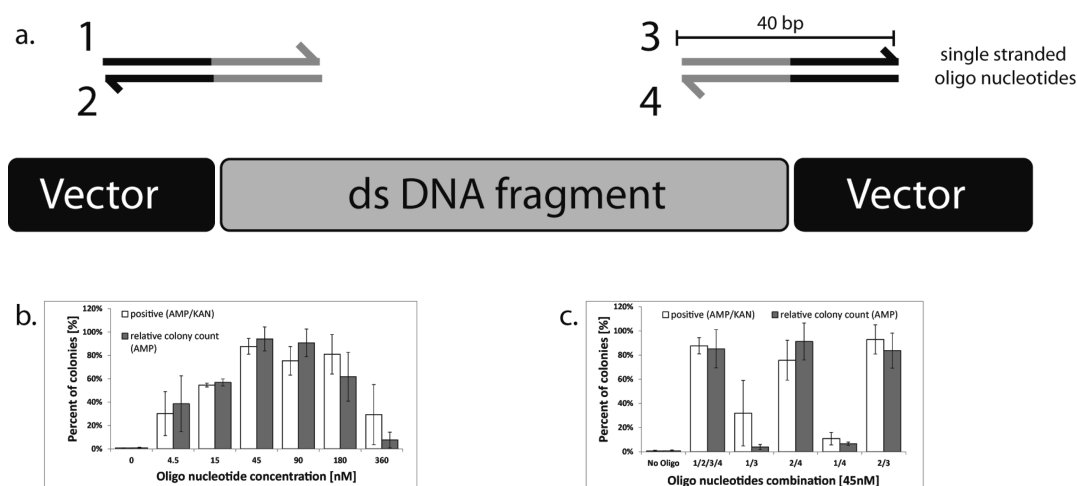 a.
1
2
3
40 bp
4
single stranded
oligo nucleotides
Vector
ds DNA fragment
Vector
b.
Percent of colonies [%]
120%
100%
80%
60%
40%
20%
0%
positive (AMP/KAN)
relative colony count
(AMP)
0 4.5 15 45 90 180 360
Oligo nucleotide concentration [nM]
c.
Percent of colonies [%]
120%
100%
80%
60%
40%
20%
0%
positive (AMP/KAN) relative colony count (AMP)
No Oligo 1/2/3/4 1/3 2/4 1/4 2/3
Oligo nucleotides combination [45nM]